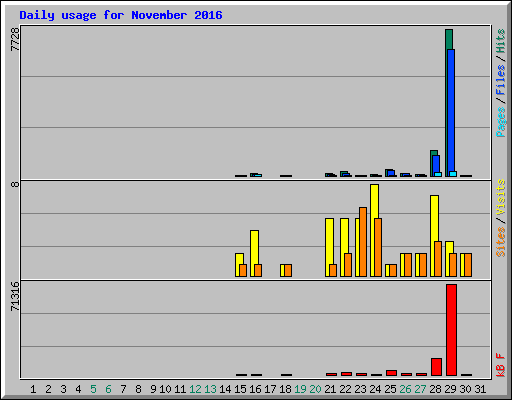 Daily usage for November 2016
7728
8
71316
Pages / Files / Hits
Sites / Visits
kB F
1 2 3 4 5 6 7 8 9 10 11 12 13 14 15 16 17 18 19 20 21 22 23 24 25 26 27 28 29 30 31